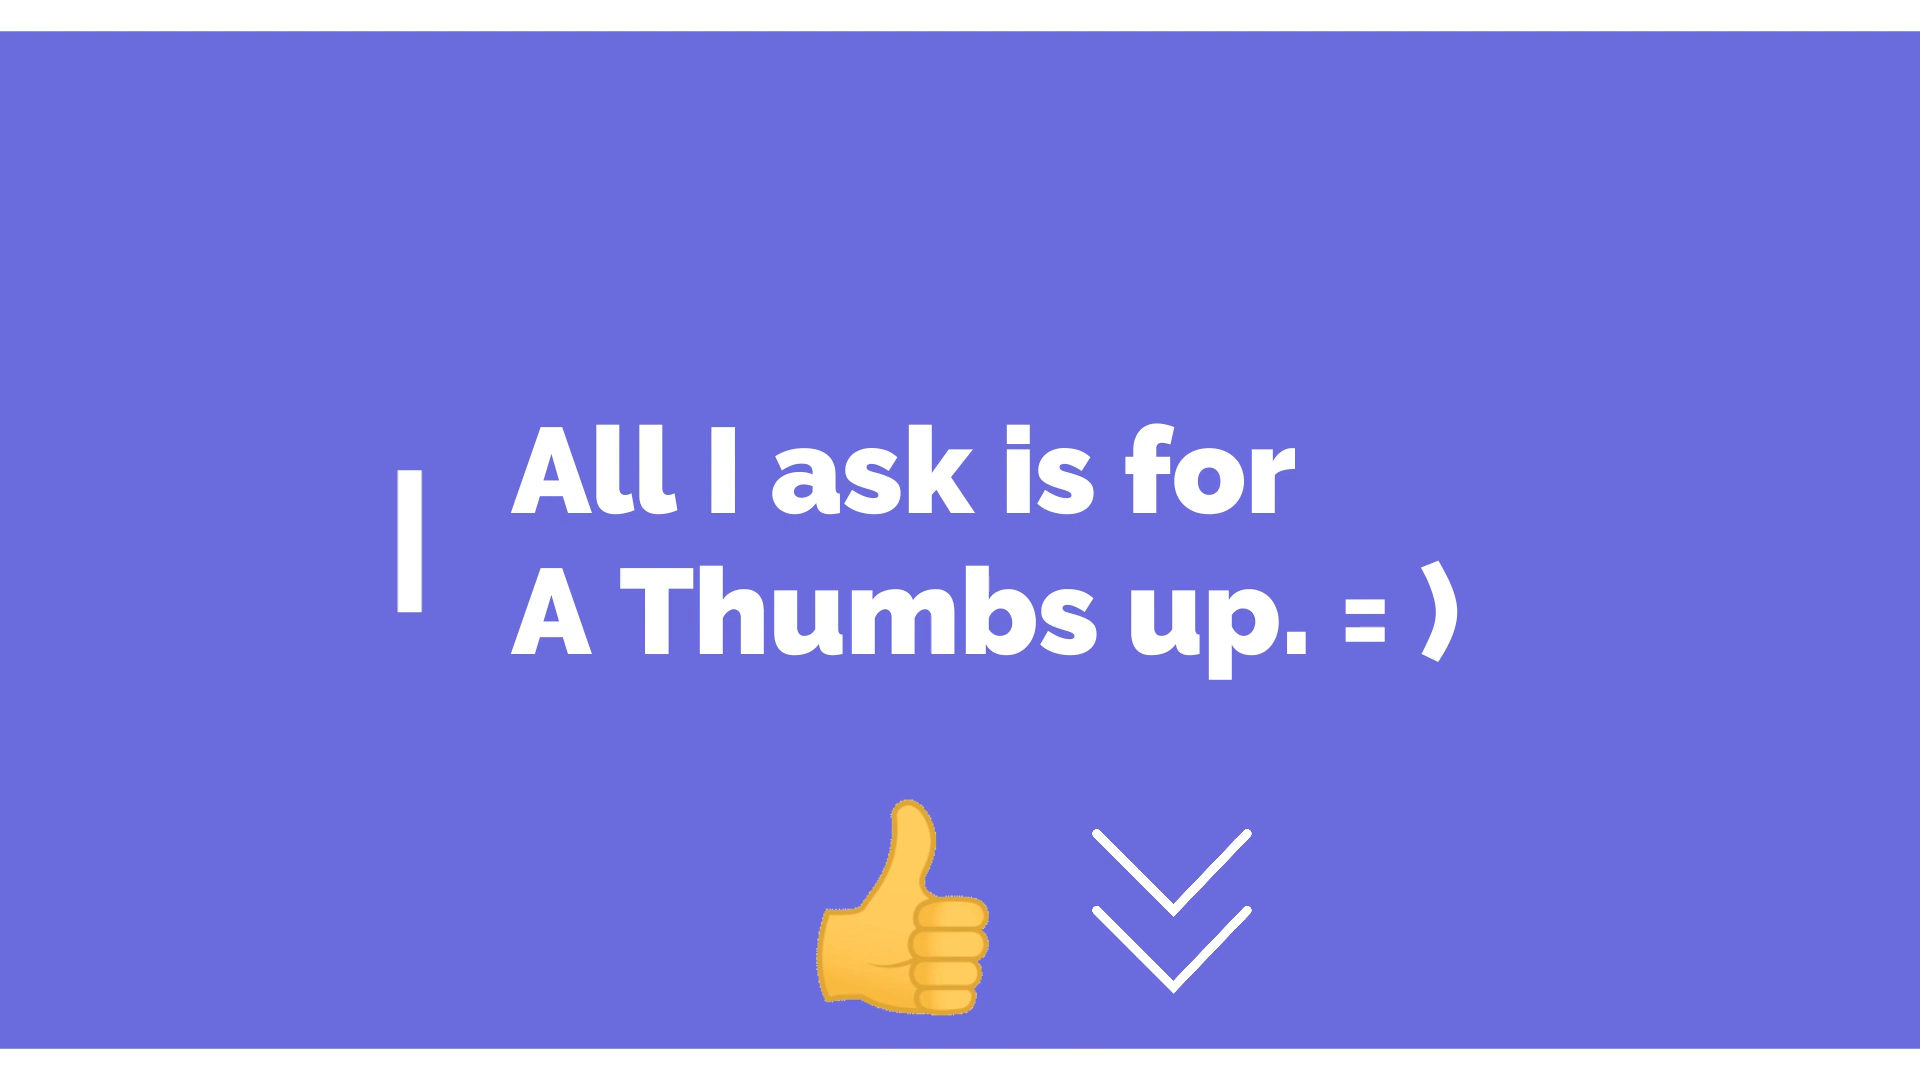 All I ask is for
A Thumbs up. = )